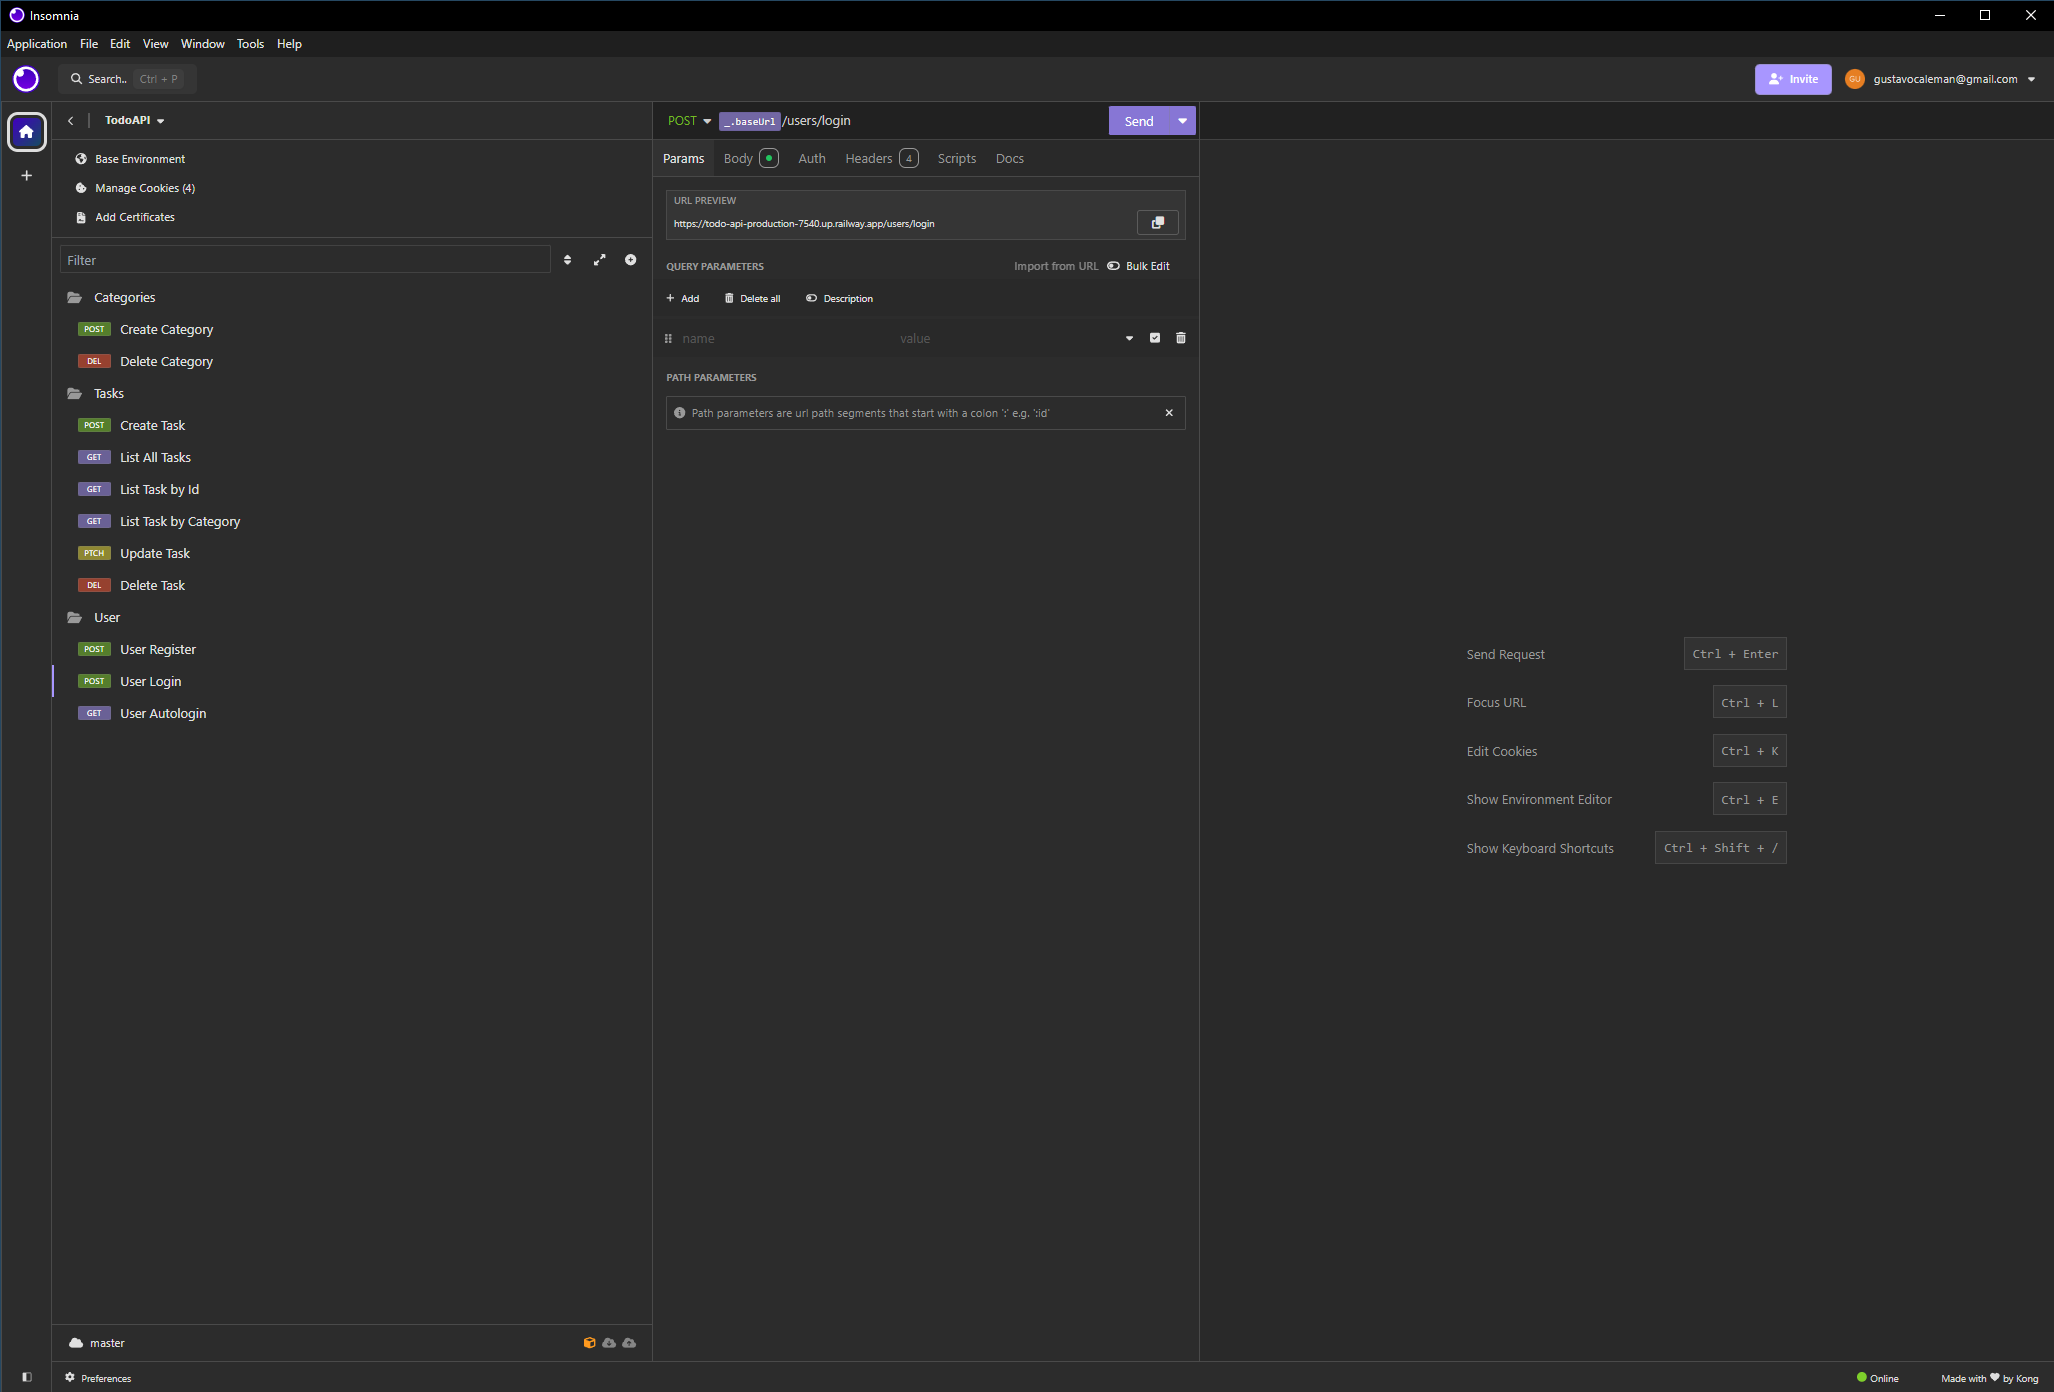 Insomnia
Application File Edit View Window Tools Help
Search.. Ctrl + P
Invite
GU
gustavocaleman@gmail.com
TodoAPI
Base Environment
Manage Cookies (4)
Add Certificates
Filter
Categories
POST Create Category
DEL Delete Category
Tasks
POST Create Task
GET List All Tasks
GET List Task by Id
GET List Task by Category
PTCH Update Task
DEL Delete Task
User
POST User Register
POST User Login
GET User Autologin
master
Preferences
POST _.baseUrl /users/login Send
Params Body Auth Headers 4 Scripts Docs
URL PREVIEW
https://todo-api-production-7540.up.railway.app/users/login
QUERY PARAMETERS Import from URL Bulk Edit
Add Delete all Description
name value
PATH PARAMETERS
Path parameters are url path segments that start with a colon ':' e.g. ':id'
Send Request Ctrl + Enter
Focus URL Ctrl + L
Edit Cookies Ctrl + K
Show Environment Editor Ctrl + E
Show Keyboard Shortcuts Ctrl + Shift + /
Online
Made with by Kong